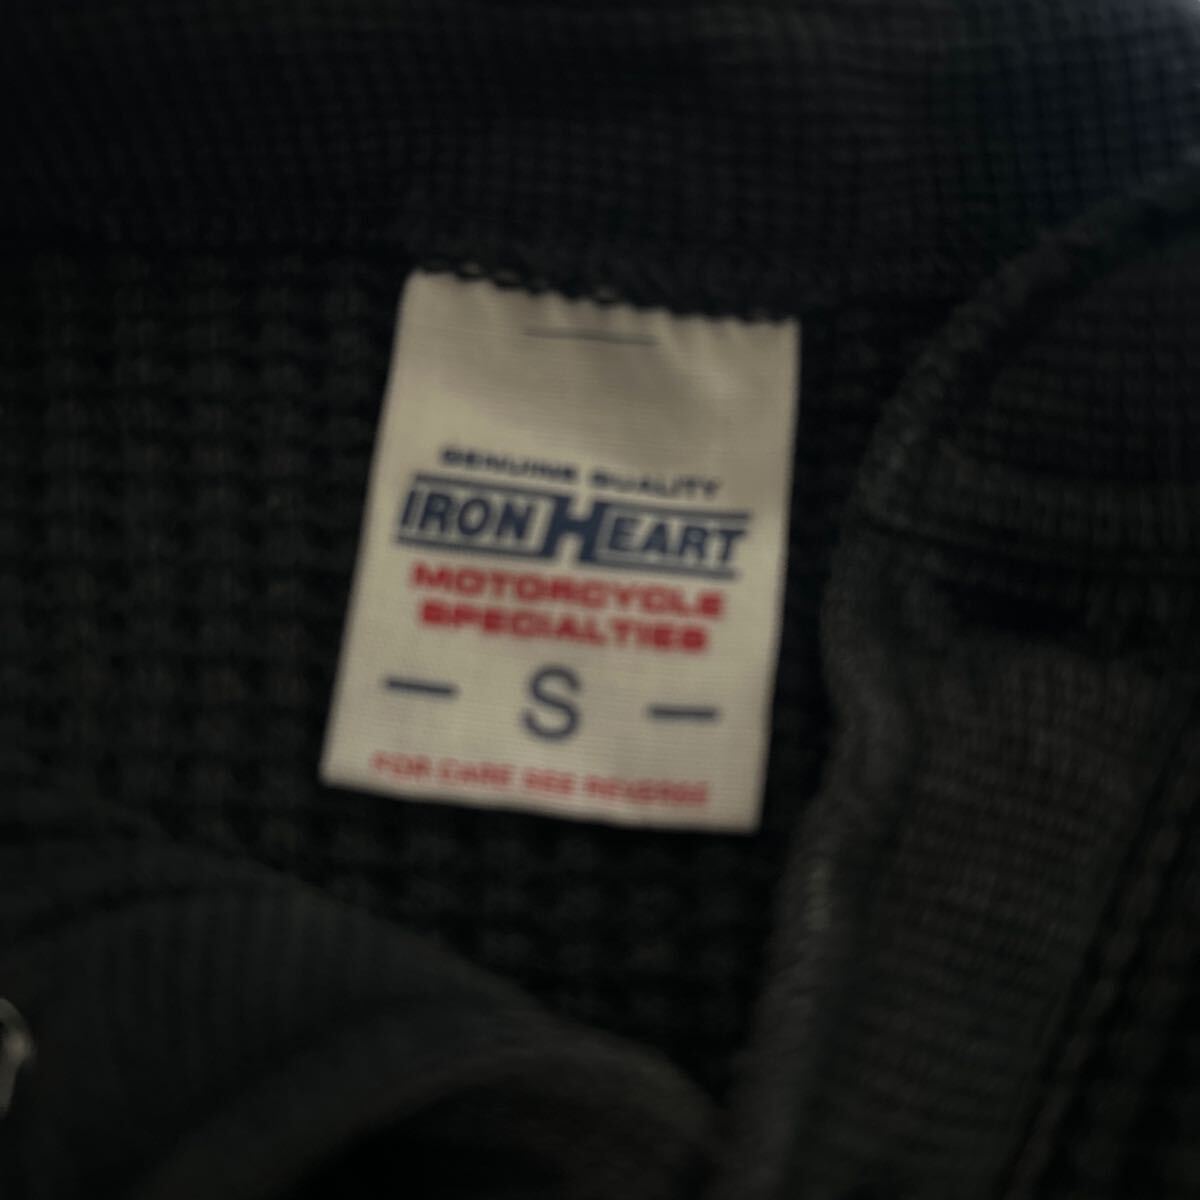 GENUINE QUALITY
IRON HEART
MOTORCYCLE
SPECIALTIES
- S -
FOR CARE SEE REVERSE